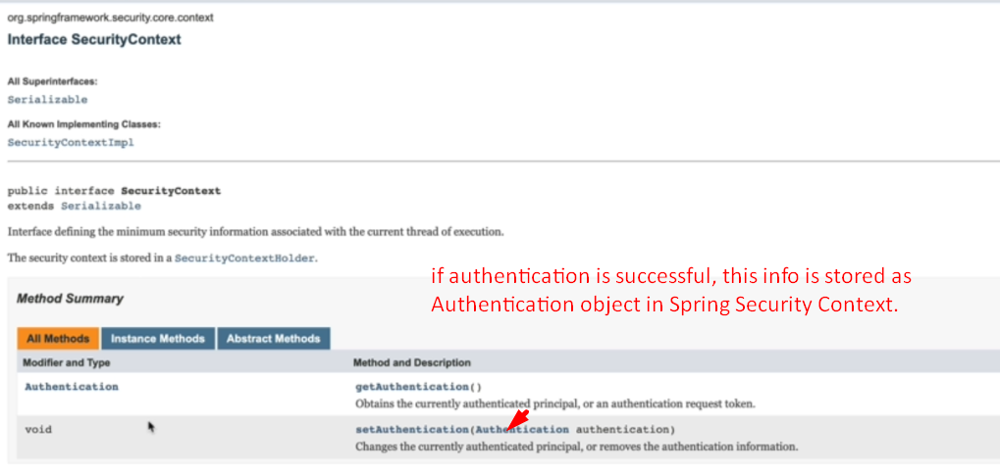 org.springframework.security.core.context
Interface SecurityContext
All Superinterfaces:
Serializable
All Known Implementing Classes:
SecurityContextImpl
public interface SecurityContext
extends Serializable
Interface defining the minimum security information associated with the current thread of execution.
The security context is stored in a SecurityContextHolder.
if authentication is successful, this info is stored as
Authentication object in Spring Security Context.
Method Summary
All Methods Instance Methods Abstract Methods
Modifier and Type Method and Description
Authentication getAuthentication()
Obtains the currently authenticated principal, or an authentication request token.
void setAuthentication(Authentication authentication)
Changes the currently authenticated principal, or removes the authentication information.